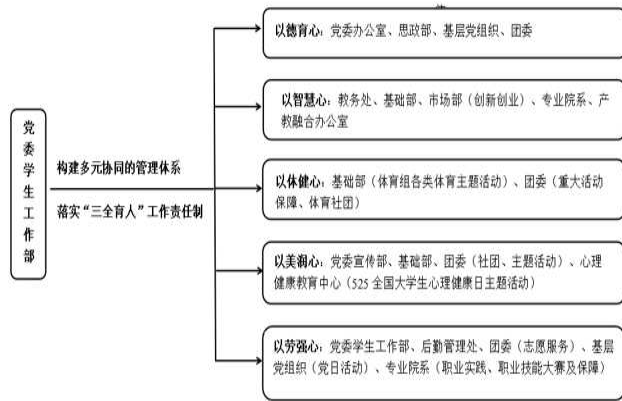 以德育心：党委办公室、思政部、基层党组织、团委
以智慧心：教务处、基础部、市场部（创新创业）、专业院系、产
教融合办公室
党委学生工作部
构建多元协同的管理体系
落实“三全育人”工作责任制
以体健心：基础部（体育组各类体育主题活动）、团委（重大活动
保障、体育社团）
以美润心：党委宣传部、基础部、团委（社团、主题活动）、心理
健康教育中心（525 全国大学生心理健康日主题活动）
以劳强心：党委学生工作部、后勤管理处、团委（志愿服务）、基层
党组织（党日活动）、专业院系（职业实践、职业技能大赛及保障）